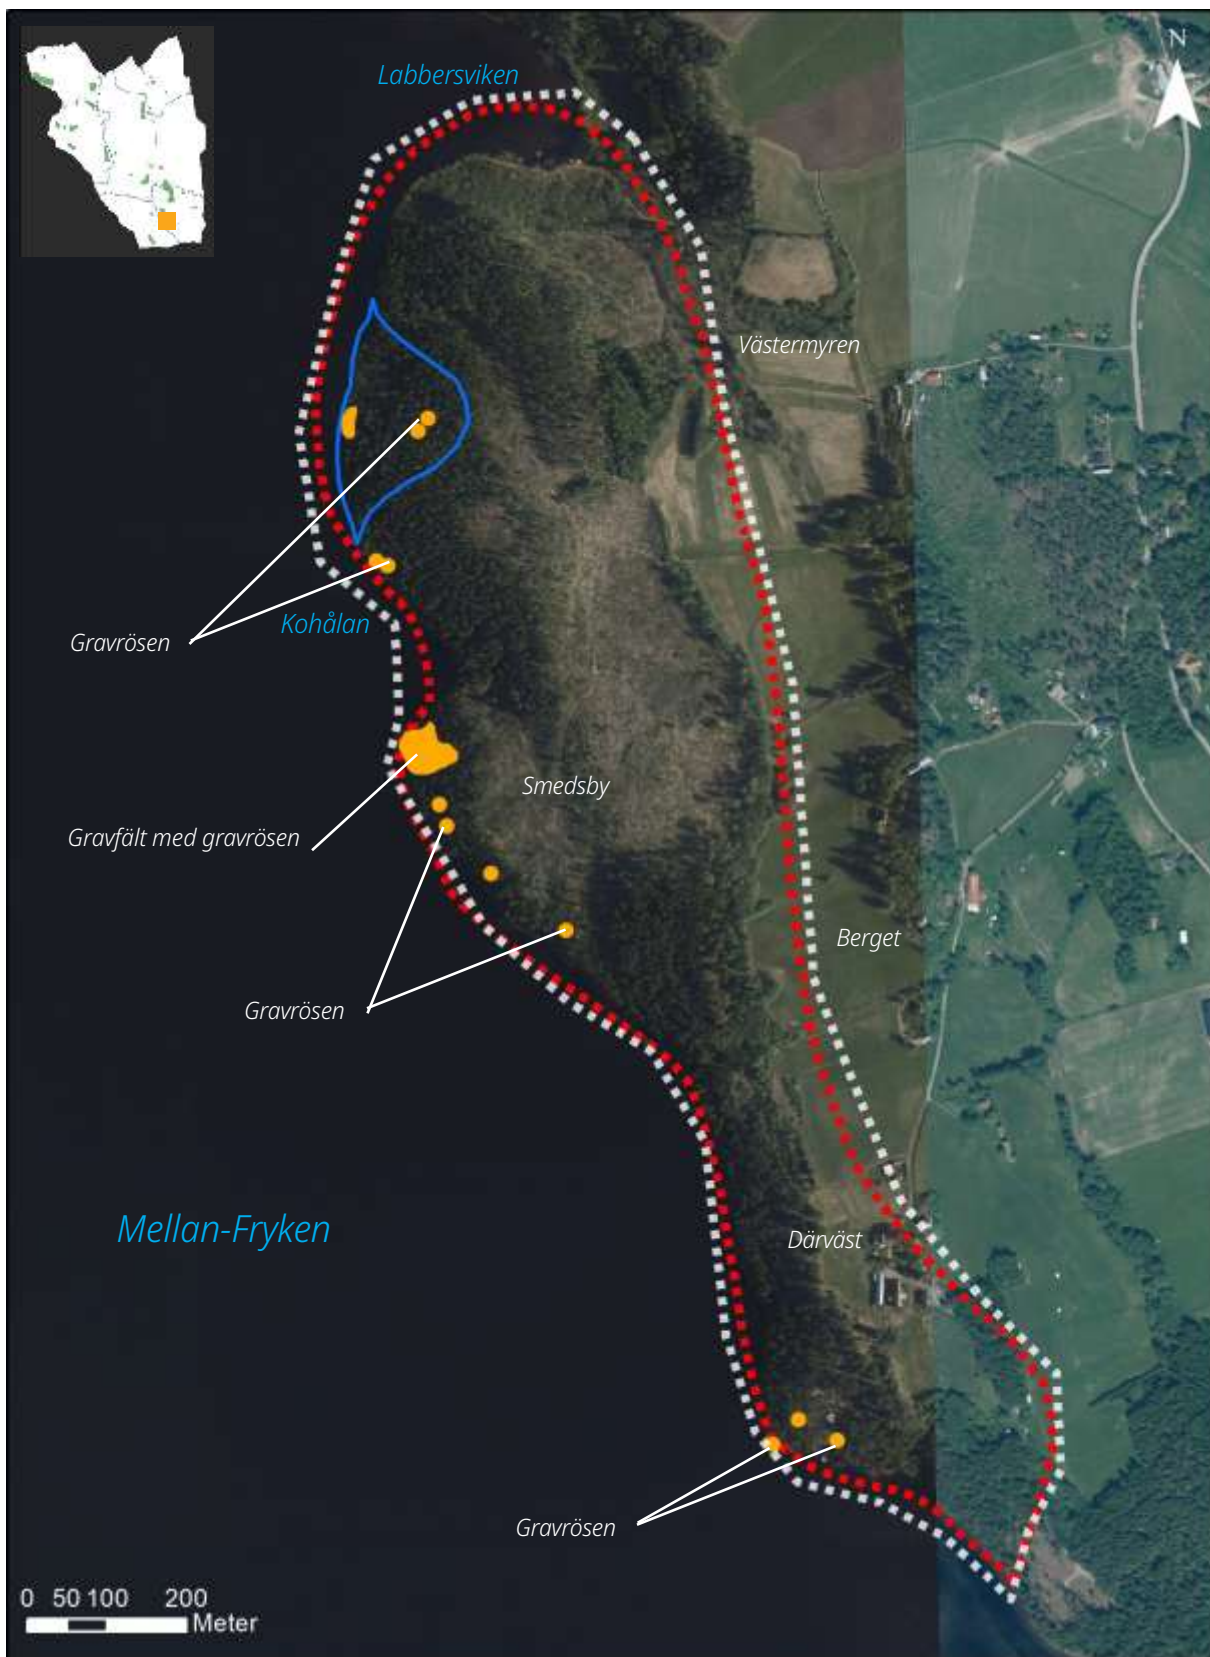 Labbersviken
N
Västermyren
Kohålan
Gravrösen
Smedsby
Gravfält med gravrösen
Berget
Gravrösen
Mellan-Fryken
Därväst
Gravrösen
0 50 100 200
Meter